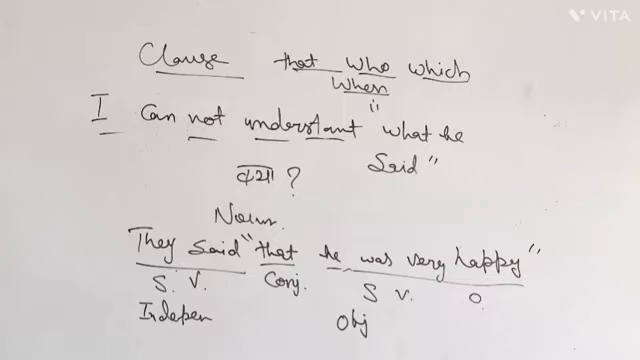 VITA
Clause that who which
when
I can not understant "what he
Said"
क्या ?
Noun.
They said "that he was very happy"
S. V. Conj. S V. O.
Indepen Obj